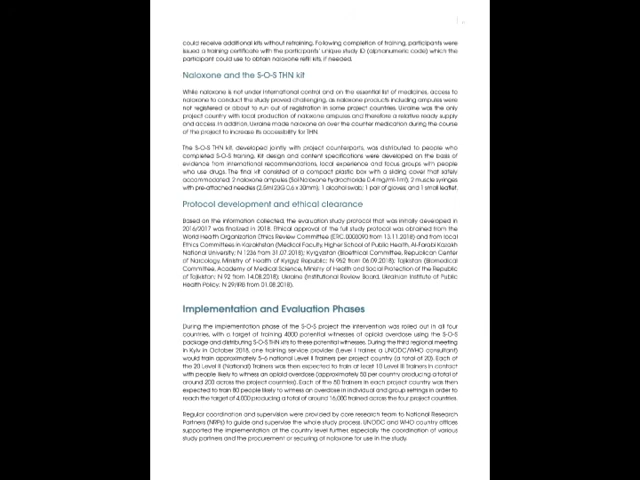 could receive additional kits without retraining. Following completion of training, participants were
issued a training certificate with the participants' unique study ID (alphanumeric code) which the
participant could use to obtain naloxone refill kits, if needed.
Naloxone and the S-O-S THN kit
While naloxone is not under international control and on the essential list of medicines, access to
naloxone to conduct the study proved challenging, as naloxone products including ampules were
not registered or about to run out of registration in some project countries. Ukraine was the only
project country with local production of naloxone ampules and therefore a relative ready supply
and access. In addition, Ukraine made naloxone an over the counter medication during the course
of the project to increase its accessibility for THN.
The S-O-S THN kit, developed jointly with project counterparts, was distributed to people who
completed S-O-S training. Kit design and content specifications were developed on the basis of
evidence from international recommendations, local experience and focus groups with people
who use drugs. The final kit consisted of a compact plastic box with a sliding cover that safely
accommodated: 2 naloxone ampules (Sol.Naloxone hydrochloride 0.4 mg/ml-1ml), 2 muscle syringes
with pre-attached needles (2,5ml 23G 0,6 x 30mm), 1 alcohol swab, 1 pair of gloves; and 1 small leaflet.
Protocol development and ethical clearance
Based on the information collected, the evaluation study protocol that was initially developed in
2016/2017 was finalized in 2018. Ethical approval of the full study protocol was obtained from the
World Health Organization Ethics Review Committee (ERC.0003090 from 13.11.2018) and from local
Ethics Committees in Kazakhstan (Medical Faculty, Higher School of Public Health, Al-Farabi Kazakh
National University; N 1236 from 31.07.2018); Kyrgyzstan (Bioethical Committee, Republican Center
of Narcology, Ministry of Health of Kyrgyz Republic; N 952 from 06.09.2018); Tajikistan (Biomedical
Committee, Academy of Medical Science, Ministry of Health and Social Protection of the Republic
of Tajikistan; N 92 from 14.08.2018); Ukraine (Institutional Review Board, Ukrainian Institute of Public
Health Policy; N 29/IRB from 01.08.2018).
Implementation and Evaluation Phases
During the implementation phase of the S-O-S project the intervention was rolled out in all four
countries, with a target of training 4000 potential witnesses of opioid overdose using the S-O-S
package and distributing S-O-S THN kits to these potential witnesses. During the third regional meeting
in Kyiv in October 2018, one training service provider (Level I trainer, a UNODC/WHO consultant)
would train approximately 5-6 national Level II trainers per project country (a total of 20). Each of
the 20 Level II (National) Trainers was then expected to train at least 10 Level III Trainers in contact
with people likely to witness an opioid overdose (approximately 50 per country producing a total of
around 200 across the project countries). Each of the 50 Trainers in each project country was then
expected to train 80 people likely to witness an overdose in individual and group settings in order to
reach the target of 4,000 producing a total of around 16,000 trained across the four project countries.
Regular coordination and supervision were provided by core research team to National Research
Partners (NRPs) to guide and supervise the whole study process. UNODC and WHO country offices
supported the implementation at the country level further, especially the coordination of various
study partners and the procurement or securing of naloxone for use in the study.